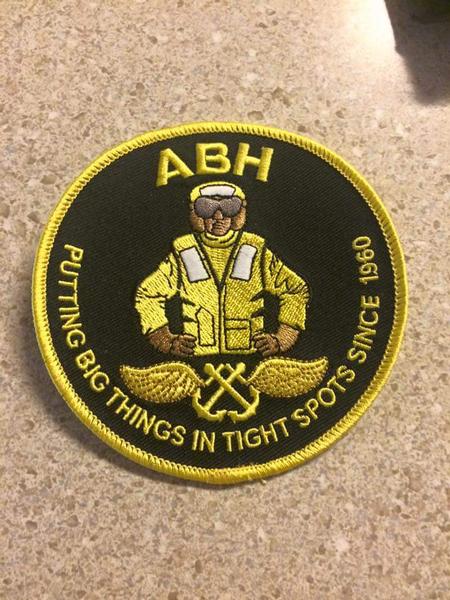 ABH
PUTTING BIG THINGS IN TIGHT SPOTS SINCE 1960